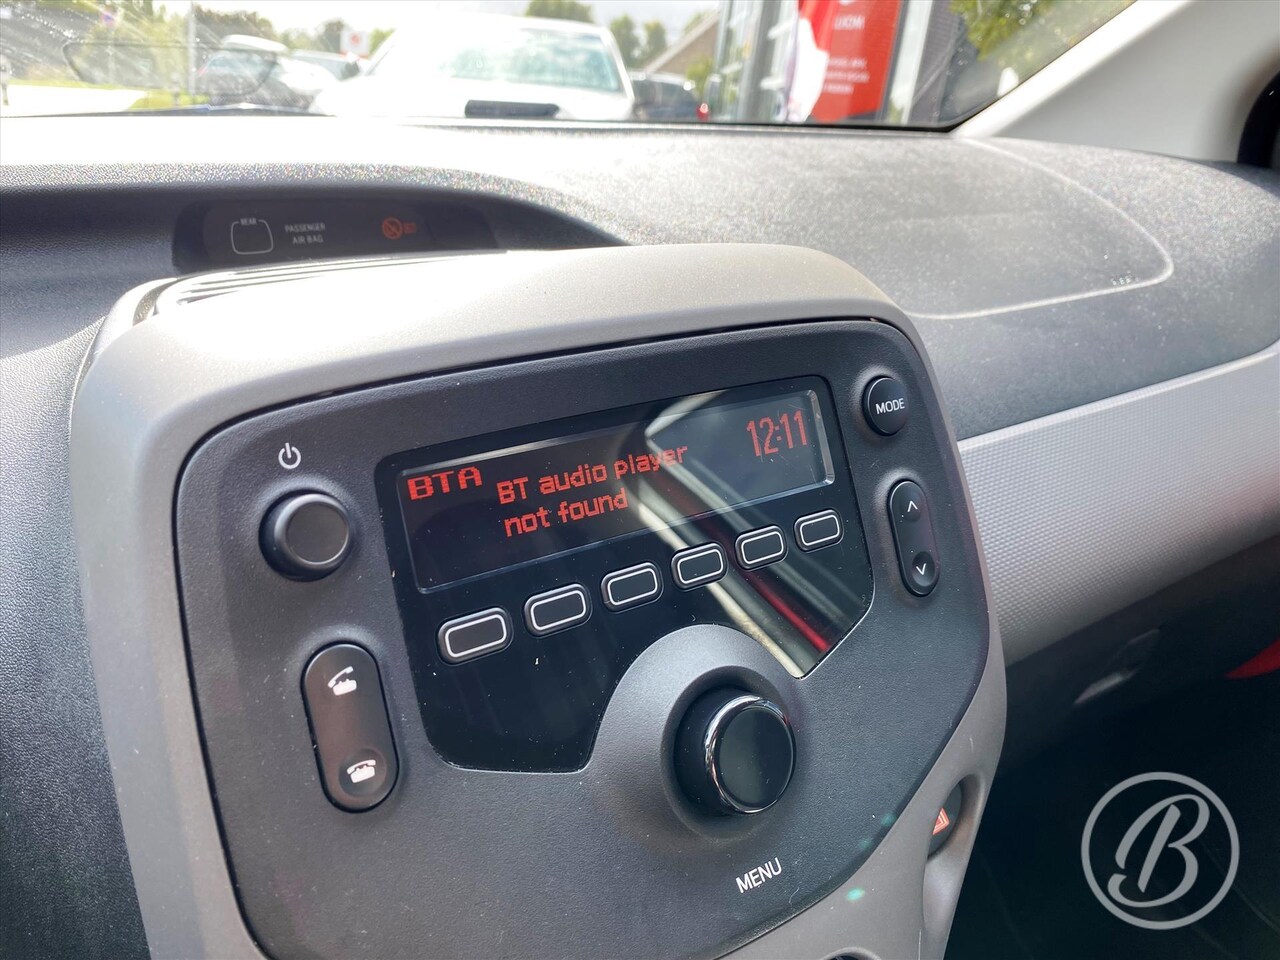 REAR
PASSENGER
AIR BAG
BTA
BT audio player
not found
12:11
MODE
MENU
B